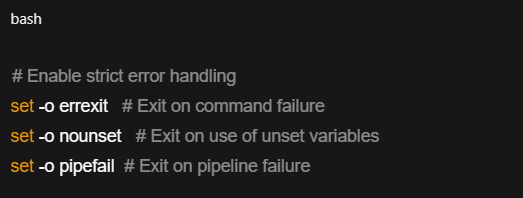 bash
# Enable strict error handling
set -o errexit   # Exit on command failure
set -o nounset   # Exit on use of unset variables
set -o pipefail  # Exit on pipeline failure